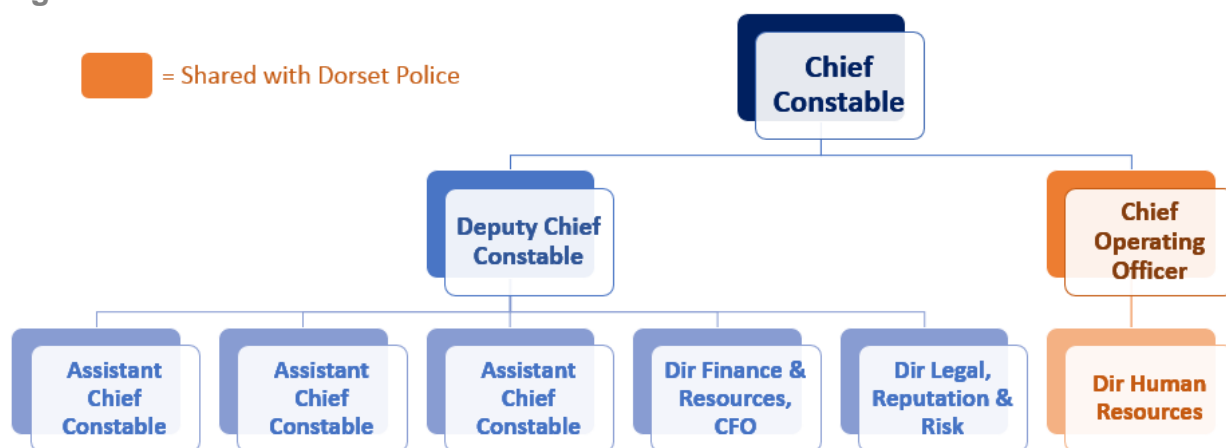 = Shared with Dorset Police
Chief
Constable
Deputy Chief
Constable
Chief
Operating
Officer
Assistant
Chief
Constable
Assistant
Chief
Constable
Assistant
Chief
Constable
Dir Finance &
Resources,
CFO
Dir Legal,
Reputation &
Risk
Dir Human
Resources